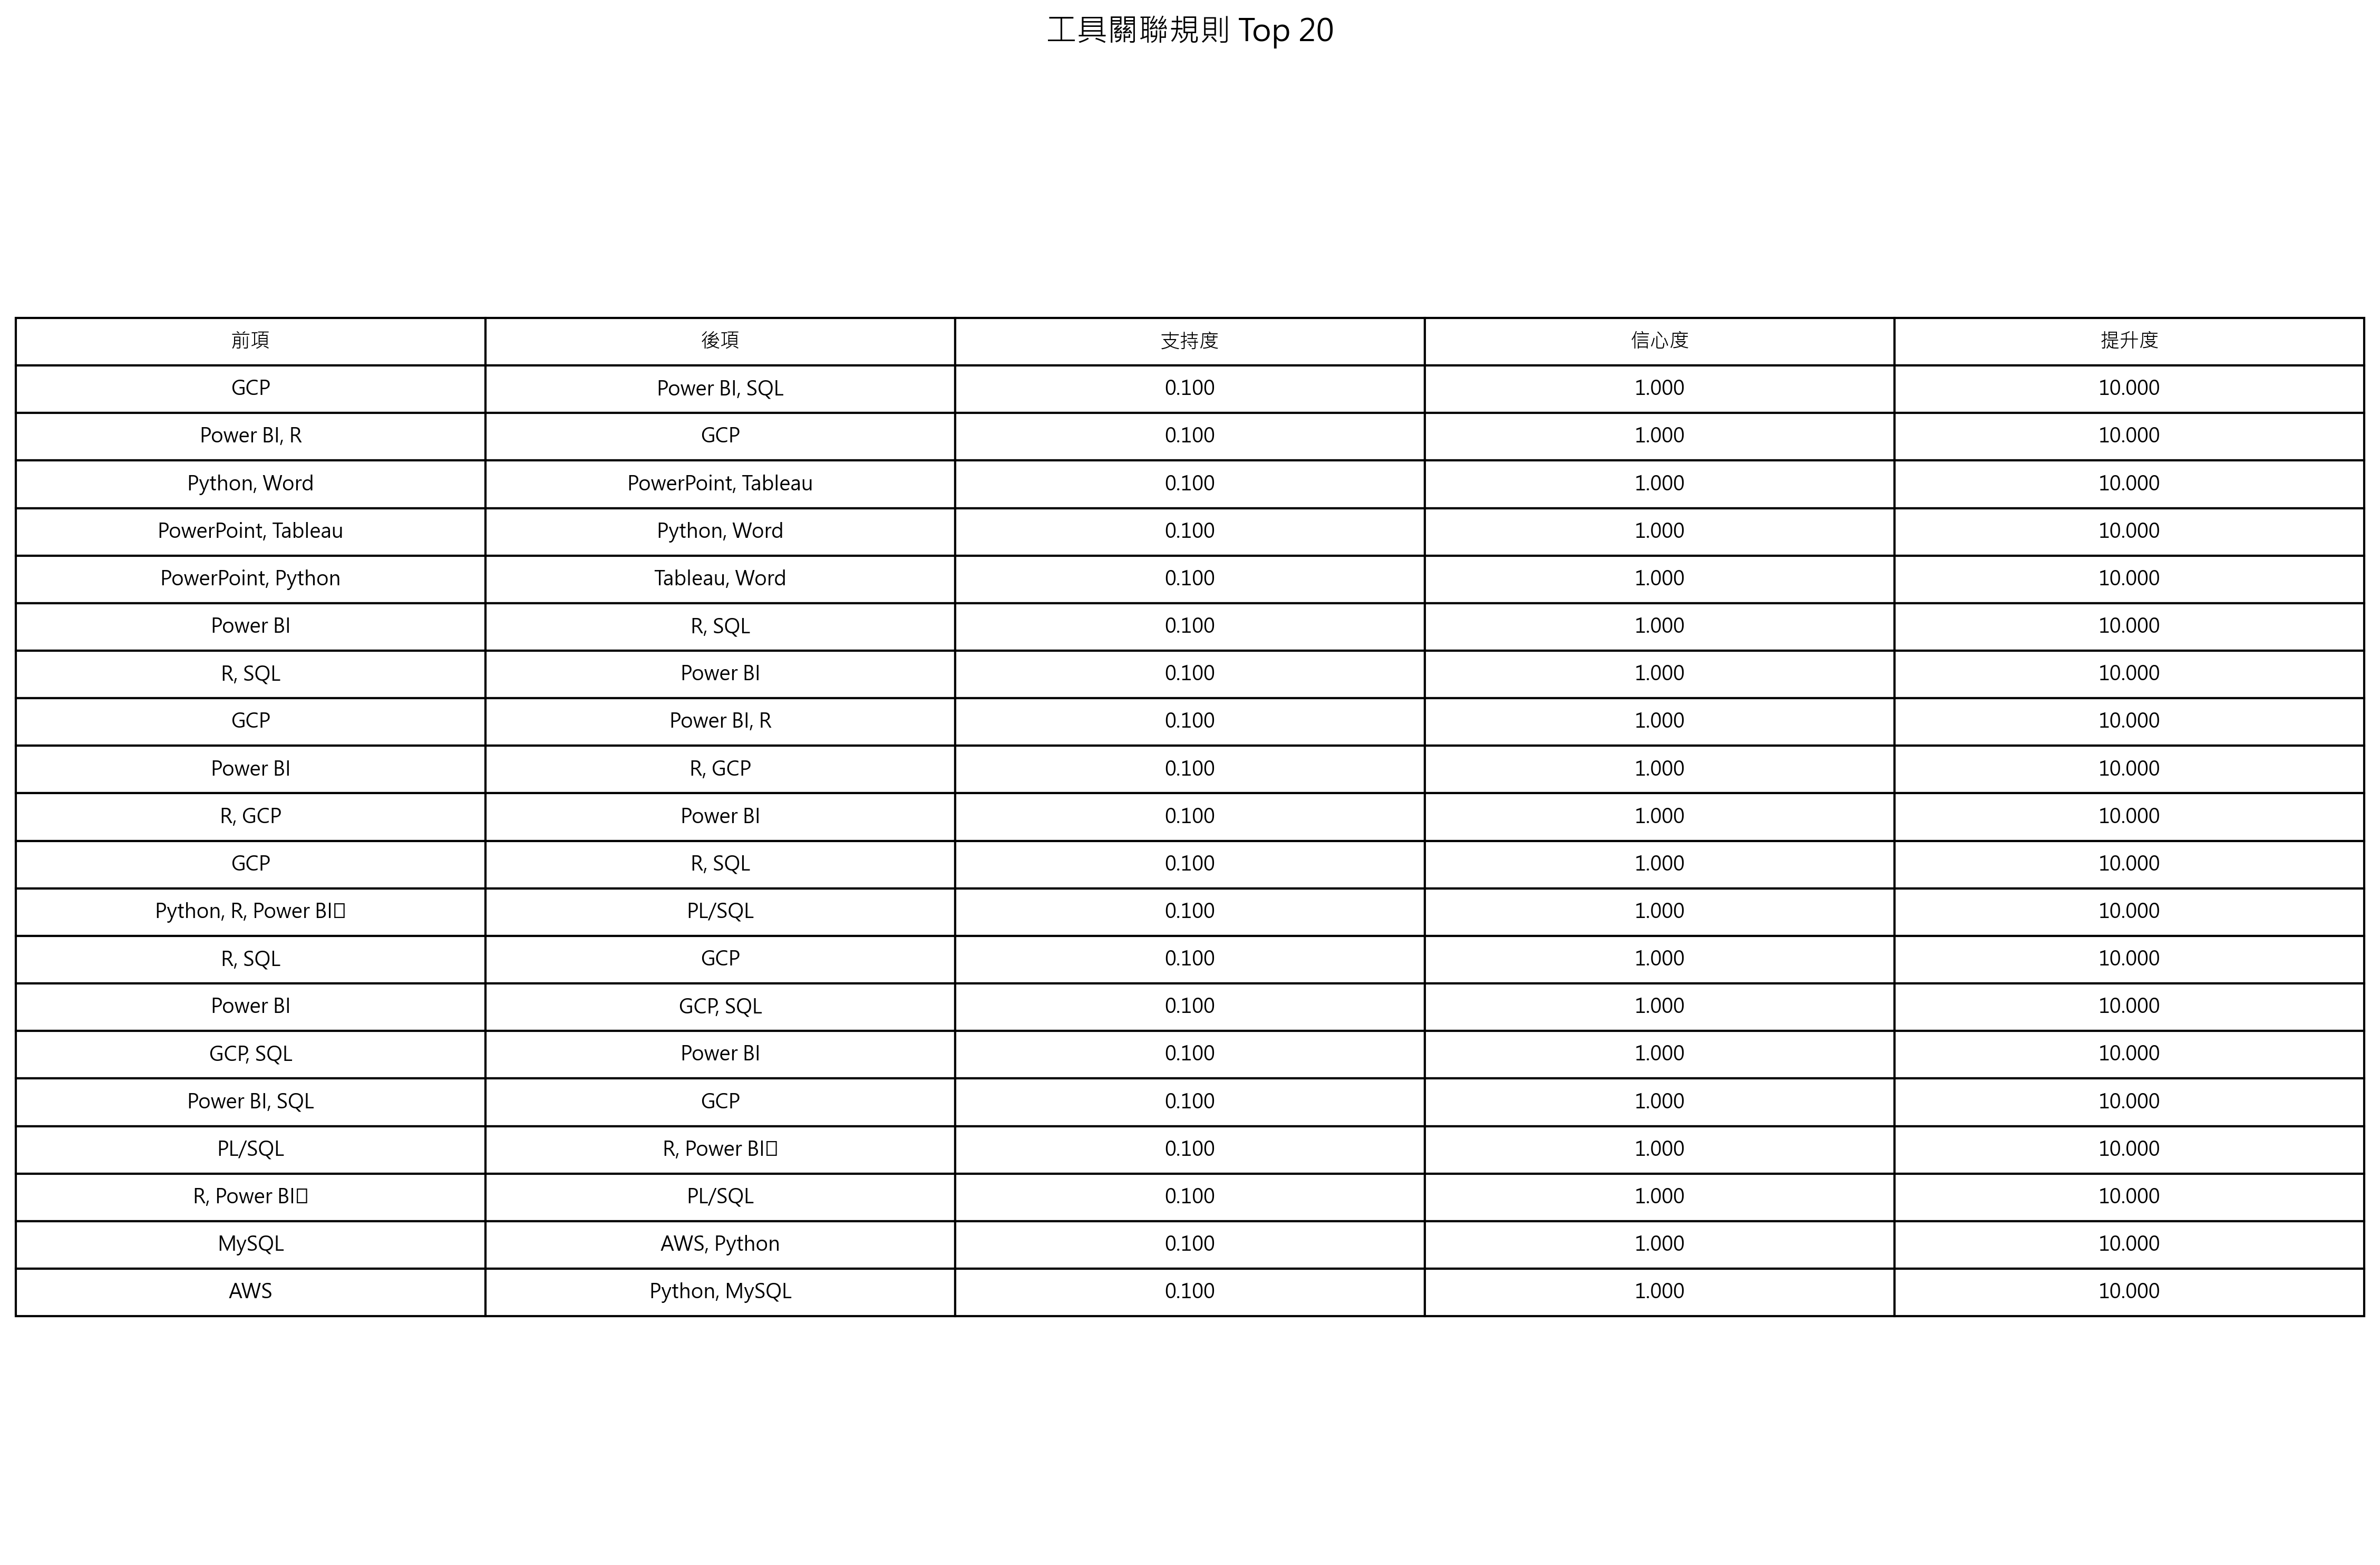 工具關聯規則 Top 20
前項 後項 支持度 信心度 提升度
GCP Power BI, SQL 0.100 1.000 10.000
Power BI, R GCP 0.100 1.000 10.000
Python, Word PowerPoint, Tableau 0.100 1.000 10.000
PowerPoint, Tableau Python, Word 0.100 1.000 10.000
PowerPoint, Python Tableau, Word 0.100 1.000 10.000
Power BI R, SQL 0.100 1.000 10.000
R, SQL Power BI 0.100 1.000 10.000
GCP Power BI, R 0.100 1.000 10.000
Power BI R, GCP 0.100 1.000 10.000
R, GCP Power BI 0.100 1.000 10.000
GCP R, SQL 0.100 1.000 10.000
Python, R, Power BI▯ PL/SQL 0.100 1.000 10.000
R, SQL GCP 0.100 1.000 10.000
Power BI GCP, SQL 0.100 1.000 10.000
GCP, SQL Power BI 0.100 1.000 10.000
Power BI, SQL GCP 0.100 1.000 10.000
PL/SQL R, Power BI▯ 0.100 1.000 10.000
R, Power BI▯ PL/SQL 0.100 1.000 10.000
MySQL AWS, Python 0.100 1.000 10.000
AWS Python, MySQL 0.100 1.000 10.000